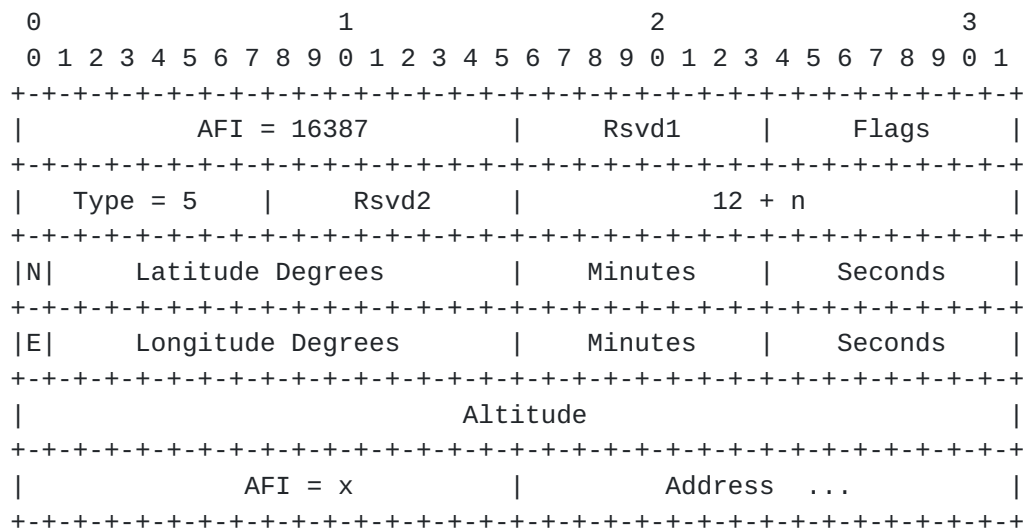 0                   1                   2                   3
 0 1 2 3 4 5 6 7 8 9 0 1 2 3 4 5 6 7 8 9 0 1 2 3 4 5 6 7 8 9 0 1
+-+-+-+-+-+-+-+-+-+-+-+-+-+-+-+-+-+-+-+-+-+-+-+-+-+-+-+-+-+-+-+-+
|           AFI = 16387         |     Rsvd1     |     Flags     |
+-+-+-+-+-+-+-+-+-+-+-+-+-+-+-+-+-+-+-+-+-+-+-+-+-+-+-+-+-+-+-+-+
|   Type = 5    |     Rsvd2     |            12 + n             |
+-+-+-+-+-+-+-+-+-+-+-+-+-+-+-+-+-+-+-+-+-+-+-+-+-+-+-+-+-+-+-+-+
|N|     Latitude Degrees        |    Minutes    |    Seconds    |
+-+-+-+-+-+-+-+-+-+-+-+-+-+-+-+-+-+-+-+-+-+-+-+-+-+-+-+-+-+-+-+-+
|E|     Longitude Degrees       |    Minutes    |    Seconds    |
+-+-+-+-+-+-+-+-+-+-+-+-+-+-+-+-+-+-+-+-+-+-+-+-+-+-+-+-+-+-+-+-+
|                            Altitude                           |
+-+-+-+-+-+-+-+-+-+-+-+-+-+-+-+-+-+-+-+-+-+-+-+-+-+-+-+-+-+-+-+-+
|              AFI = x          |         Address  ...          |
+-+-+-+-+-+-+-+-+-+-+-+-+-+-+-+-+-+-+-+-+-+-+-+-+-+-+-+-+-+-+-+-+